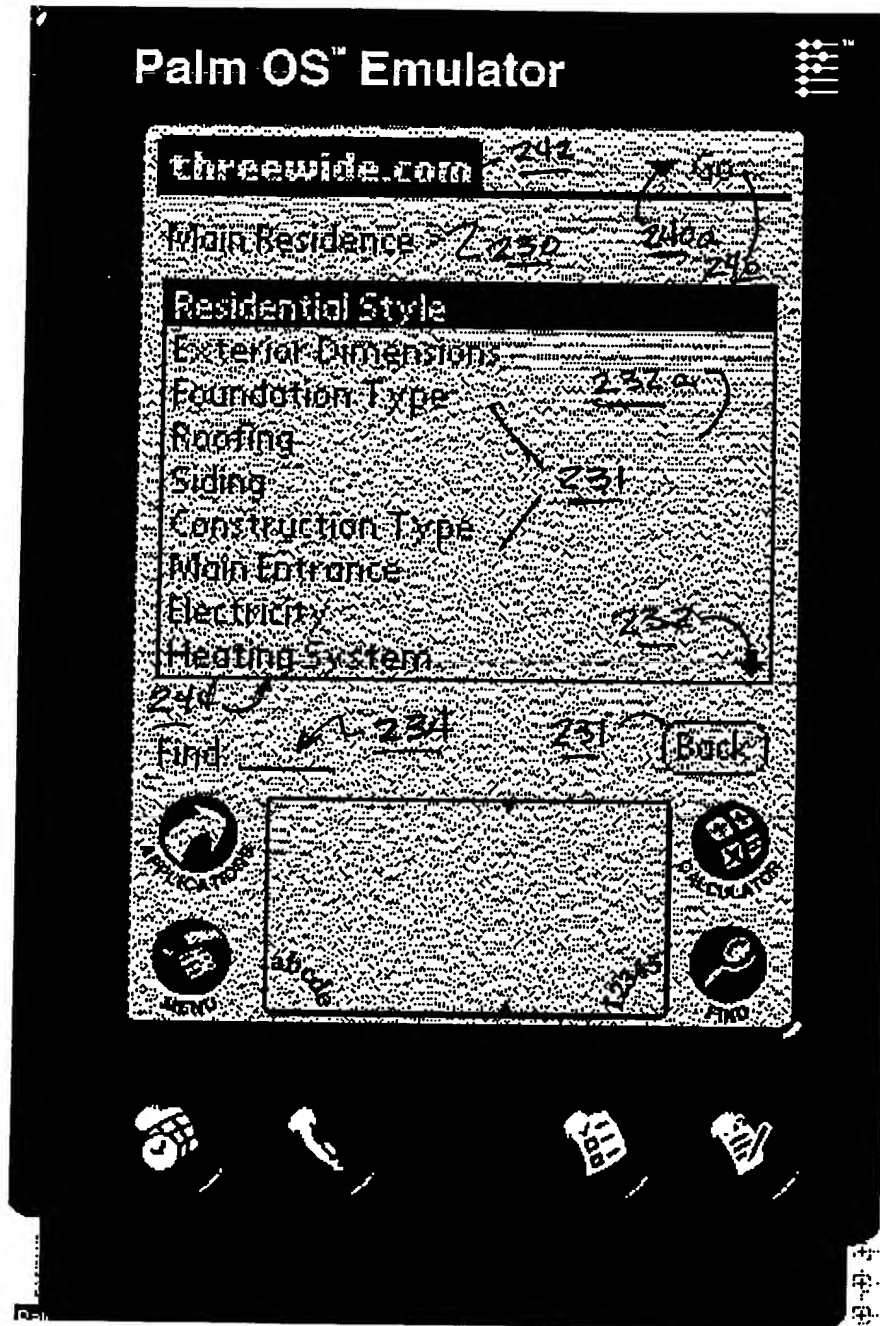 Palm OS™ Emulator ™
threewide.com 242 Go
Main Residence > 230 240a
240
Residential Style
Exterior Dimensions
Foundation Type 232a
Roofing
Siding 231
Construction Type
Main Entrance
Electricity 232
Heating System
244
Find: 234 231 Back
APPLICATIONS CALCULATOR
abcde 12345
MENU FIND